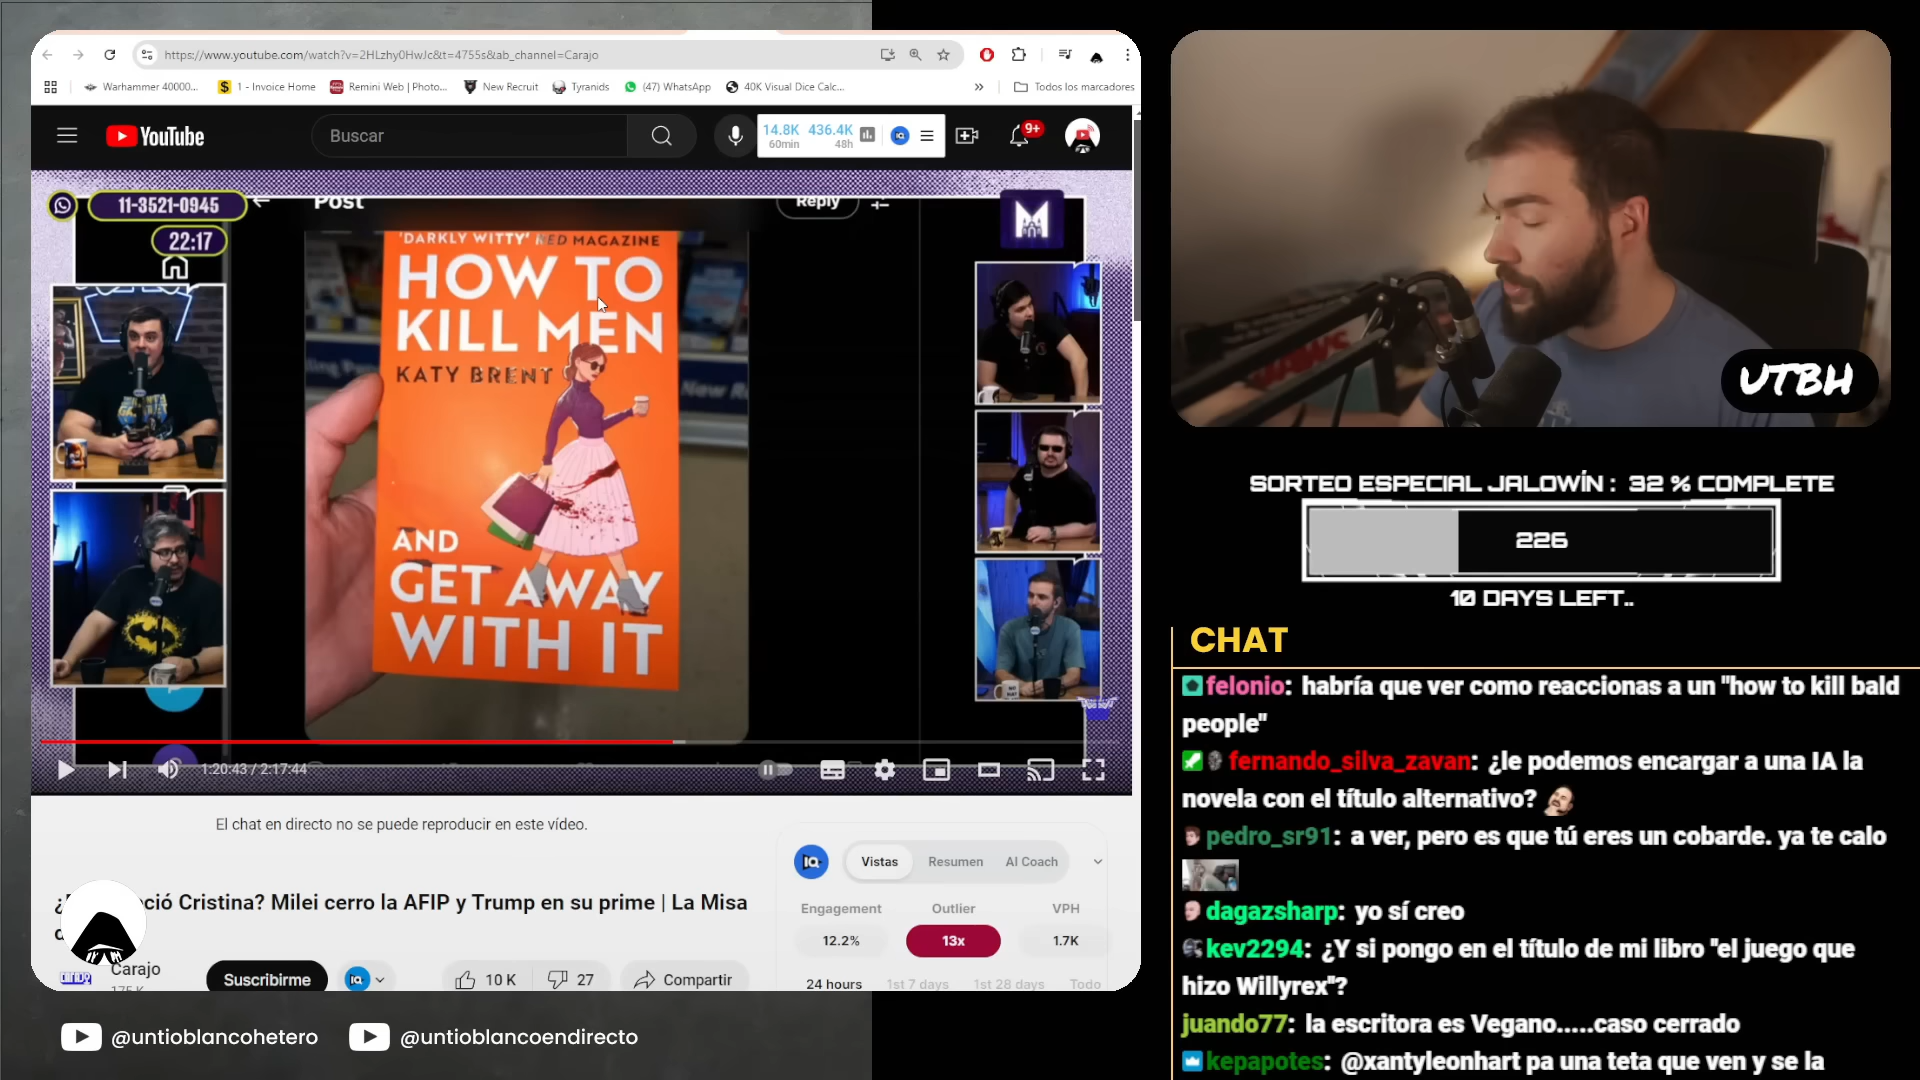 https://www.youtube.com/watch?v=2HLzhy0HwJc&t=4755s&ab_channel=Carajo
Warhammer 40000...
1 - Invoice Home
Remini Web | Photo...
New Recruit
Tyranids
(47) WhatsApp
40K Visual Dice Calc...
»
Todos los marcadores
YouTube
Buscar
14.8K 436.4K
60min 48h
9+
11-3521-0945
Post
Reply
22:17
'DARKLY WITTY' RED MAGAZINE
HOW TO
KILL MEN
KATY BRENT
AND
GET AWAY
WITH IT
New
1:20:43 / 2:17:44
El chat en directo no se puede reproducir en este vídeo.
Vistas
Resumen
AI Coach
ció Cristina? Milei cerro la AFIP y Trump en su prime | La Misa
Engagement
Outlier
VPH
12.2%
13x
1.7K
Carajo
Suscribirme
10 K
27
Compartir
24 hours
1st 7 days
1st 28 days
Todo
@untioblancohetero
@untioblancoendirecto
UTBH
SORTEO ESPECIAL JALOWÍN : 32 % COMPLETE
226
10 DAYS LEFT..
CHAT
felonio: habría que ver como reaccionas a un "how to kill bald
people"
fernando_silva_zavan: ¿le podemos encargar a una IA la
novela con el título alternativo?
pedro_sr91: a ver, pero es que tú eres un cobarde. ya te calo
dagazsharp: yo sí creo
kev2294: ¿Y si pongo en el título de mi libro "el juego que
hizo Willyrex"?
juando77: la escritora es Vegano.....caso cerrado
kepapotes: @xantyleonhart pa una teta que ven y se la